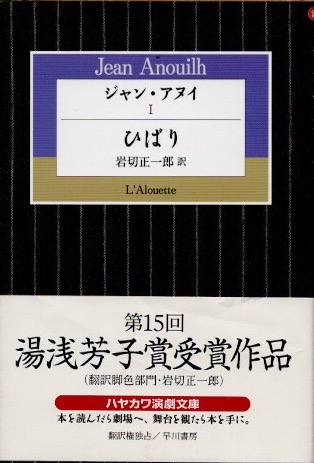 Jean Anouilh
ジャン・アヌイ
I
ひばり
岩切正一郎 訳
L'Alouette
第15回
湯浅芳子賞受賞作品
(翻訳脚色部門・岩切正一郎)
ハヤカワ演劇文庫
本を読んだら劇場へ、舞台を観たら本を手に。
翻訳権独占/早川書房